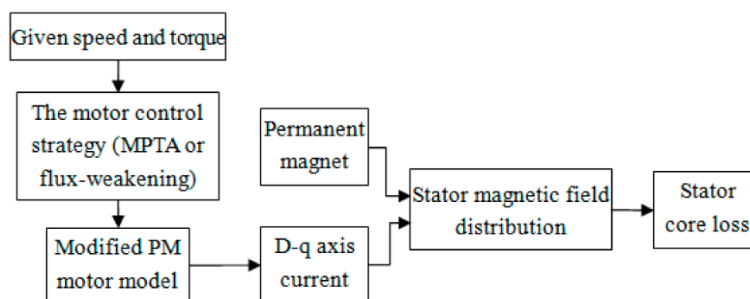 Given speed and torque
The motor control
strategy (MPTA or
flux-weakening)
Modified PM
motor model
Permanent
magnet
D-q axis
current
Stator magnetic field
distribution
Stator
core loss